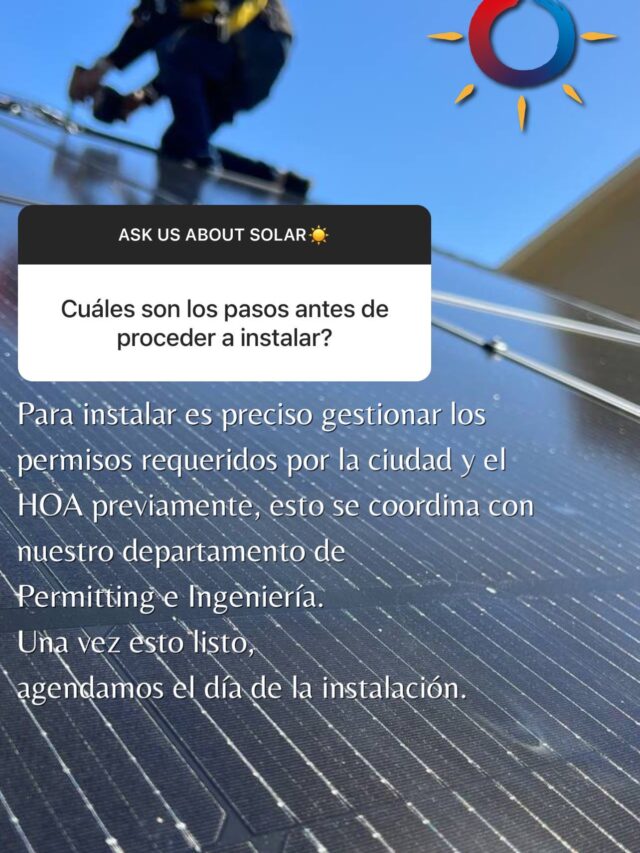 ASK US ABOUT SOLAR☀️
Cuáles son los pasos antes de
proceder a instalar?
Para instalar es preciso gestionar los
permisos requeridos por la ciudad y el
HOA previamente, esto se coordina con
nuestro departamento de
Permitting e Ingeniería.
Una vez esto listo,
agendamos el día de la instalación.